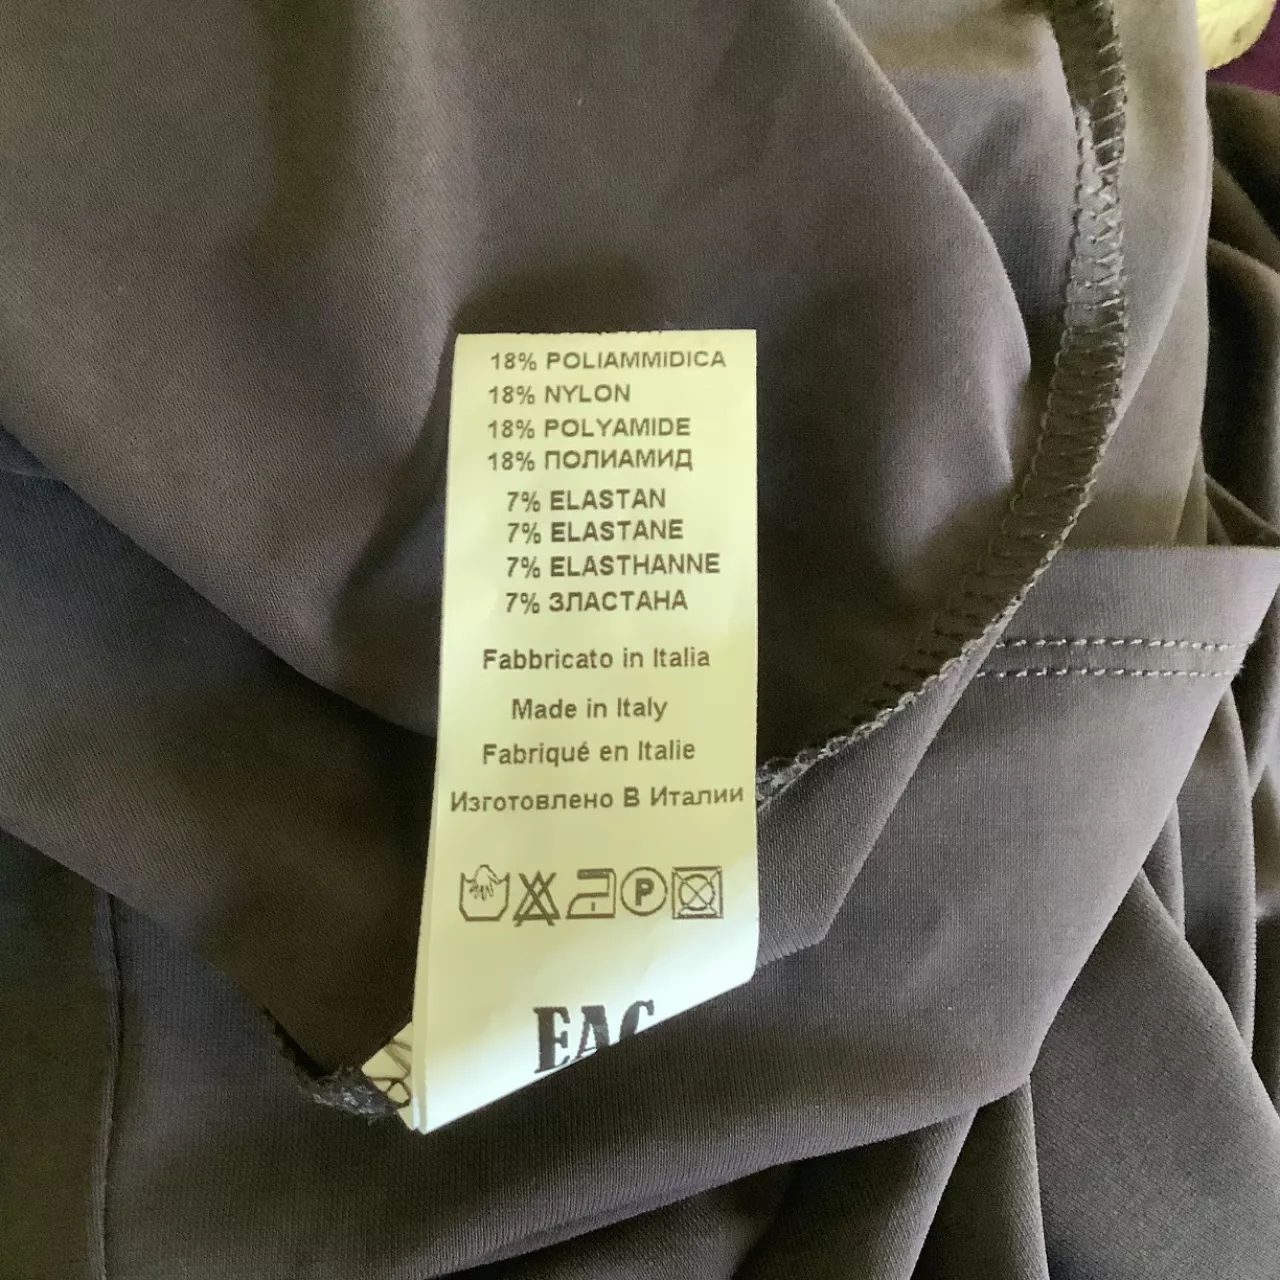 18% POLIAMMIDICA
18% NYLON
18% POLYAMIDE
18% ПОЛИАМИД
7% ELASTAN
7% ELASTANE
7% ELASTHANNE
7% ЗЛАСТАНА
Fabbricato in Italia
Made in Italy
Fabriqué en Italie
Изготовлено В Италии
P
EAC